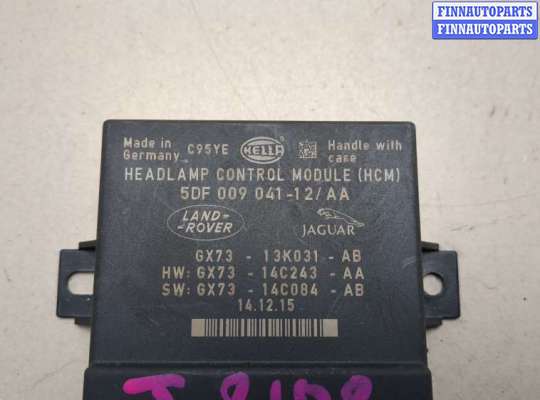 FINNAUTOPARTS
FINNAUTOPARTS
Made in Germany
C95YE
HELLA
Handle with care
HEADLAMP CONTROL MODULE (HCM)
5DF 009 041-12/AA
LAND-ROVER
JAGUAR
GX73 - 13K031 - AB
HW: GX73 - 14C243 - AA
SW: GX73 - 14C084 - AB
14.12.15